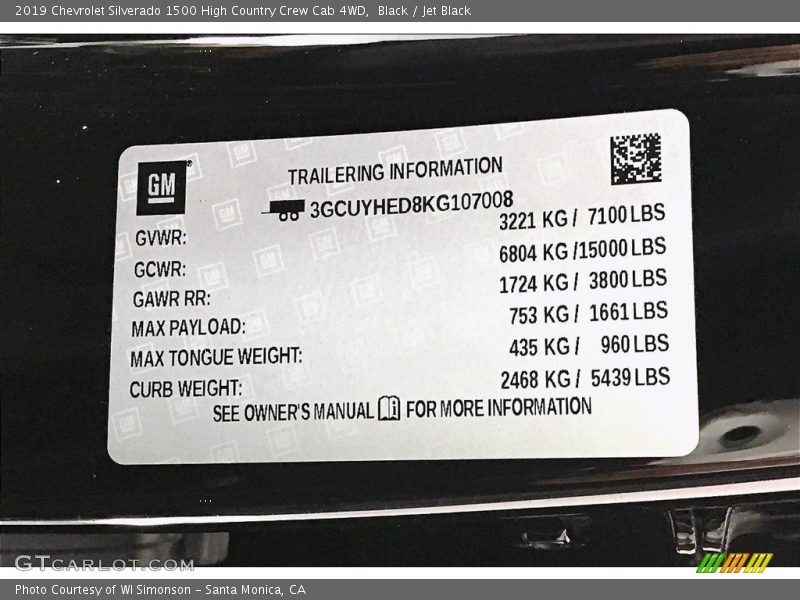 2019 Chevrolet Silverado 1500 High Country Crew Cab 4WD, Black / Jet Black
GM
TRAILERING INFORMATION
3GCUYHED8KG107008
GVWR: 3221 KG / 7100 LBS
GCWR: 6804 KG /15000 LBS
GAWR RR: 1724 KG / 3800 LBS
MAX PAYLOAD: 753 KG / 1661 LBS
MAX TONGUE WEIGHT: 435 KG / 960 LBS
CURB WEIGHT: 2468 KG / 5439 LBS
SEE OWNER'S MANUAL FOR MORE INFORMATION
GTCARLOT.COM
Photo Courtesy of WI Simonson – Santa Monica, CA